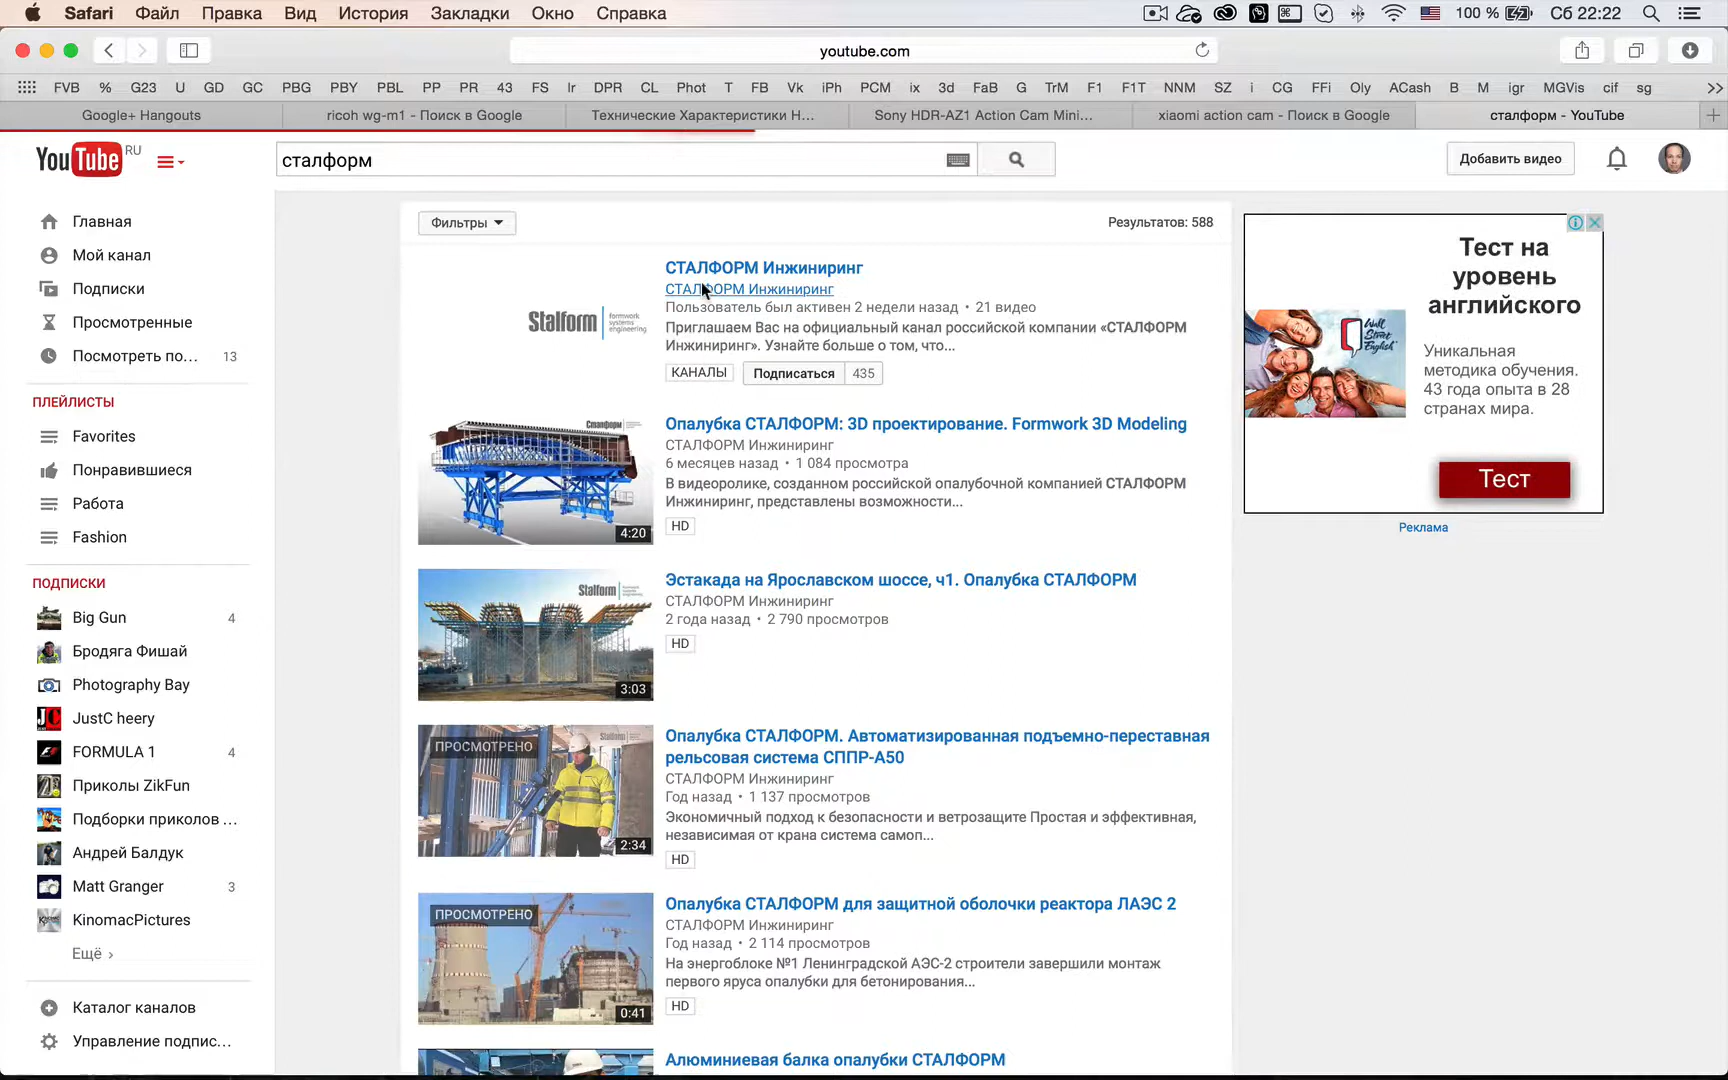 Safari Файл Правка Вид История Закладки Окно Справка 100 % Сб 22:22
youtube.com
FVB % G23 U GD GC PBG PBY PBL PP PR 43 FS lr DPR CL Phot T FB Vk iPh PCM ix 3d FaB G TrM F1 F1T NNM SZ i CG FFi Oly ACash B M igr MGVis cif sg
Google+ Hangouts
ricoh wg-m1 - Поиск в Google
Технические Характеристики H...
Sony HDR-AZ1 Action Cam Mini...
xiaomi action cam - Поиск в Google
сталформ - YouTube
YouTube RU
сталформ
Добавить видео
Главная
Мой канал
Подписки
Просмотренные
Посмотреть по... 13
ПЛЕЙЛИСТЫ
Favorites
Понравившиеся
Работа
Fashion
ПОДПИСКИ
Big Gun 4
Бродяга Фишай
Photography Bay
JustC heery
FORMULA 1 4
Приколы ZikFun
Подборки приколов ...
Андрей Балдук
Matt Granger 3
KinomacPictures
Ещё ›
Каталог каналов
Управление подпис...
Фильтры
Результатов: 588
Stalform formwork systems engineering
СТАЛФОРМ Инжиниринг
СТАЛФОРМ Инжиниринг
Пользователь был активен 2 недели назад • 21 видео
Приглашаем Вас на официальный канал российской компании «СТАЛФОРМ
Инжиниринг». Узнайте больше о том, что...
КАНАЛЫ Подписаться 435
Сталформ
4:20
Опалубка СТАЛФОРМ: 3D проектирование. Formwork 3D Modeling
СТАЛФОРМ Инжиниринг
6 месяцев назад • 1 084 просмотра
В видеоролике, созданном российской опалубочной компанией СТАЛФОРМ
Инжиниринг, представлены возможности...
HD
Stalform
3:03
Эстакада на Ярославском шоссе, ч1. Опалубка СТАЛФОРМ
СТАЛФОРМ Инжиниринг
2 года назад • 2 790 просмотров
HD
ПРОСМОТРЕНО
2:34
Опалубка СТАЛФОРМ. Автоматизированная подъемно-переставная
рельсовая система СППР-А50
СТАЛФОРМ Инжиниринг
Год назад • 1 137 просмотров
Экономичный подход к безопасности и ветрозащите Простая и эффективная,
независимая от крана система самоп...
HD
ПРОСМОТРЕНО
0:41
Опалубка СТАЛФОРМ для защитной оболочки реактора ЛАЭС 2
СТАЛФОРМ Инжиниринг
Год назад • 2 114 просмотров
На энергоблоке №1 Ленинградской АЭС-2 строители завершили монтаж
первого яруса опалубки для бетонирования...
HD
Алюминиевая балка опалубки СТАЛФОРМ
Тест на
уровень
английского
Wall Street English
Уникальная
методика обучения.
43 года опыта в 28
странах мира.
Тест
Реклама